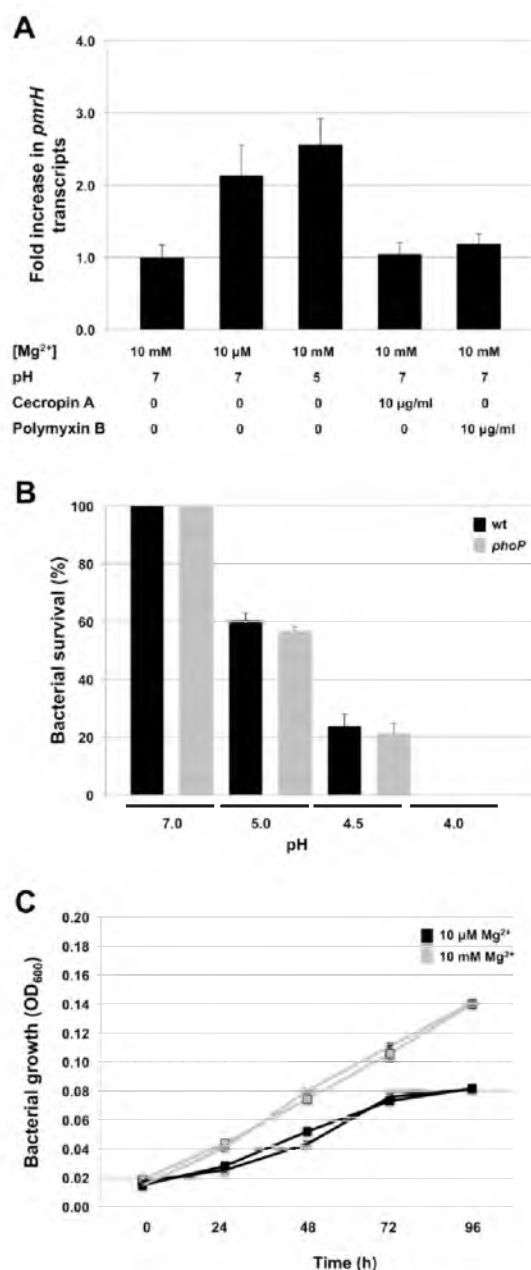 A
Fold increase in pmrH
transcripts
4.0
3.0
2.0
1.0
0.0
[Mg²⁺] 10 mM 10 µM 10 mM 10 mM 10 mM
pH 7 7 5 7 7
Cecropin A 0 0 0 10 µg/ml 0
Polymyxin B 0 0 0 0 10 µg/ml
B
Bacterial survival (%)
100
80
60
40
20
0
wt
phoP
7.0 5.0 4.5 4.0
pH
C
Bacterial growth (OD₆₀₀)
0.20
0.18
0.16
0.14
0.12
0.10
0.08
0.06
0.04
0.02
0.00
10 µM Mg²⁺
10 mM Mg²⁺
0 24 48 72 96
Time (h)